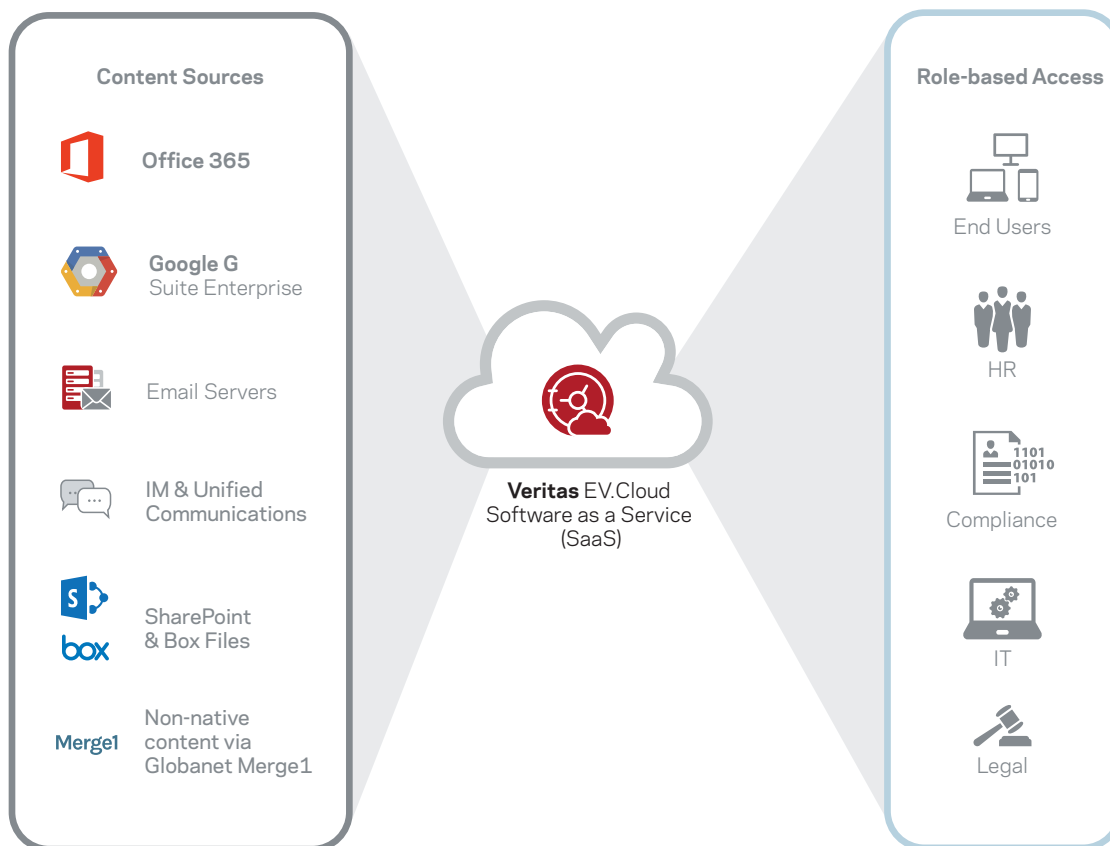 Content Sources
Office 365
Google G
Suite Enterprise
Email Servers
IM & Unified
Communications
S
SharePoint
& Box Files
box
Merge1
Non-native
content via
Globanet Merge1
Veritas EV.Cloud
Software as a Service
(SaaS)
Role-based Access
End Users
HR
1101
01010
101
Compliance
IT
Legal